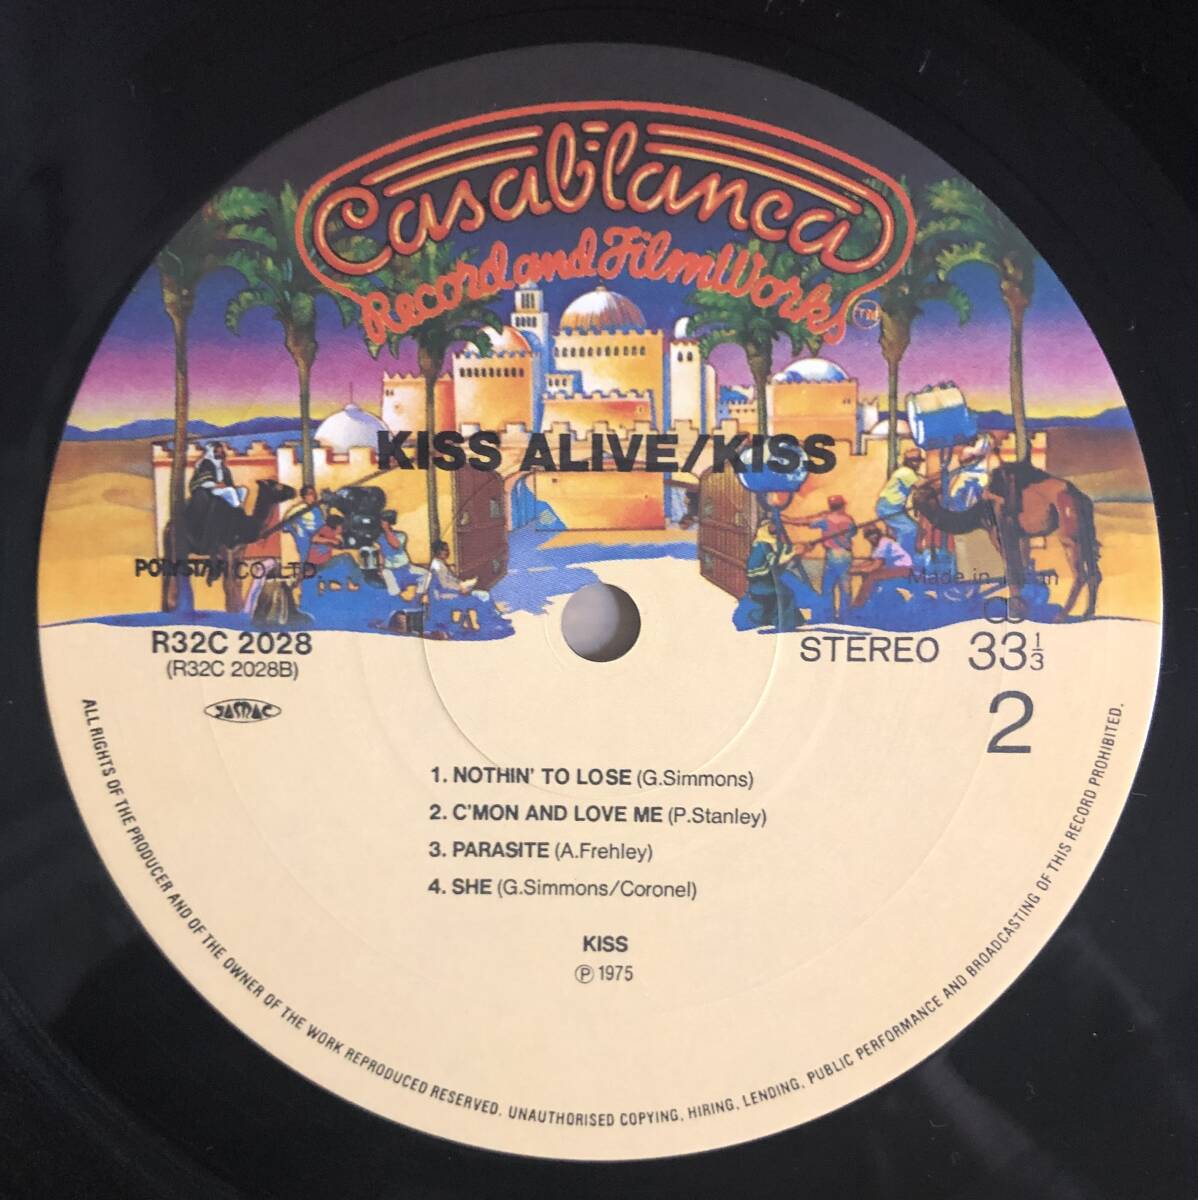 Casablanca
Record and FilmWorks TM
KISS ALIVE/KISS
POLYSTAR CO., LTD.
Made in Japan
R32C 2028
(R32C 2028B)
STEREO 33 1/3
2
JASRAC
1. NOTHIN' TO LOSE (G.Simmons)
2. C'MON AND LOVE ME (P.Stanley)
3. PARASITE (A.Frehley)
4. SHE (G.Simmons/Coronel)
KISS
Ⓟ 1975
ALL RIGHTS OF THE PRODUCER AND OF THE OWNER OF THE WORK REPRODUCED RESERVED. UNAUTHORISED COPYING, HIRING, LENDING, PUBLIC PERFORMANCE AND BROADCASTING OF THIS RECORD PROHIBITED.